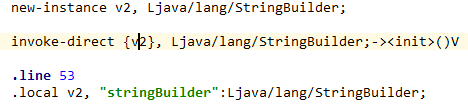 new-instance v2, Ljava/lang/StringBuilder;
invoke-direct {v2}, Ljava/lang/StringBuilder;-><init>()V
.line 53
.local v2, "stringBuilder":Ljava/lang/StringBuilder;